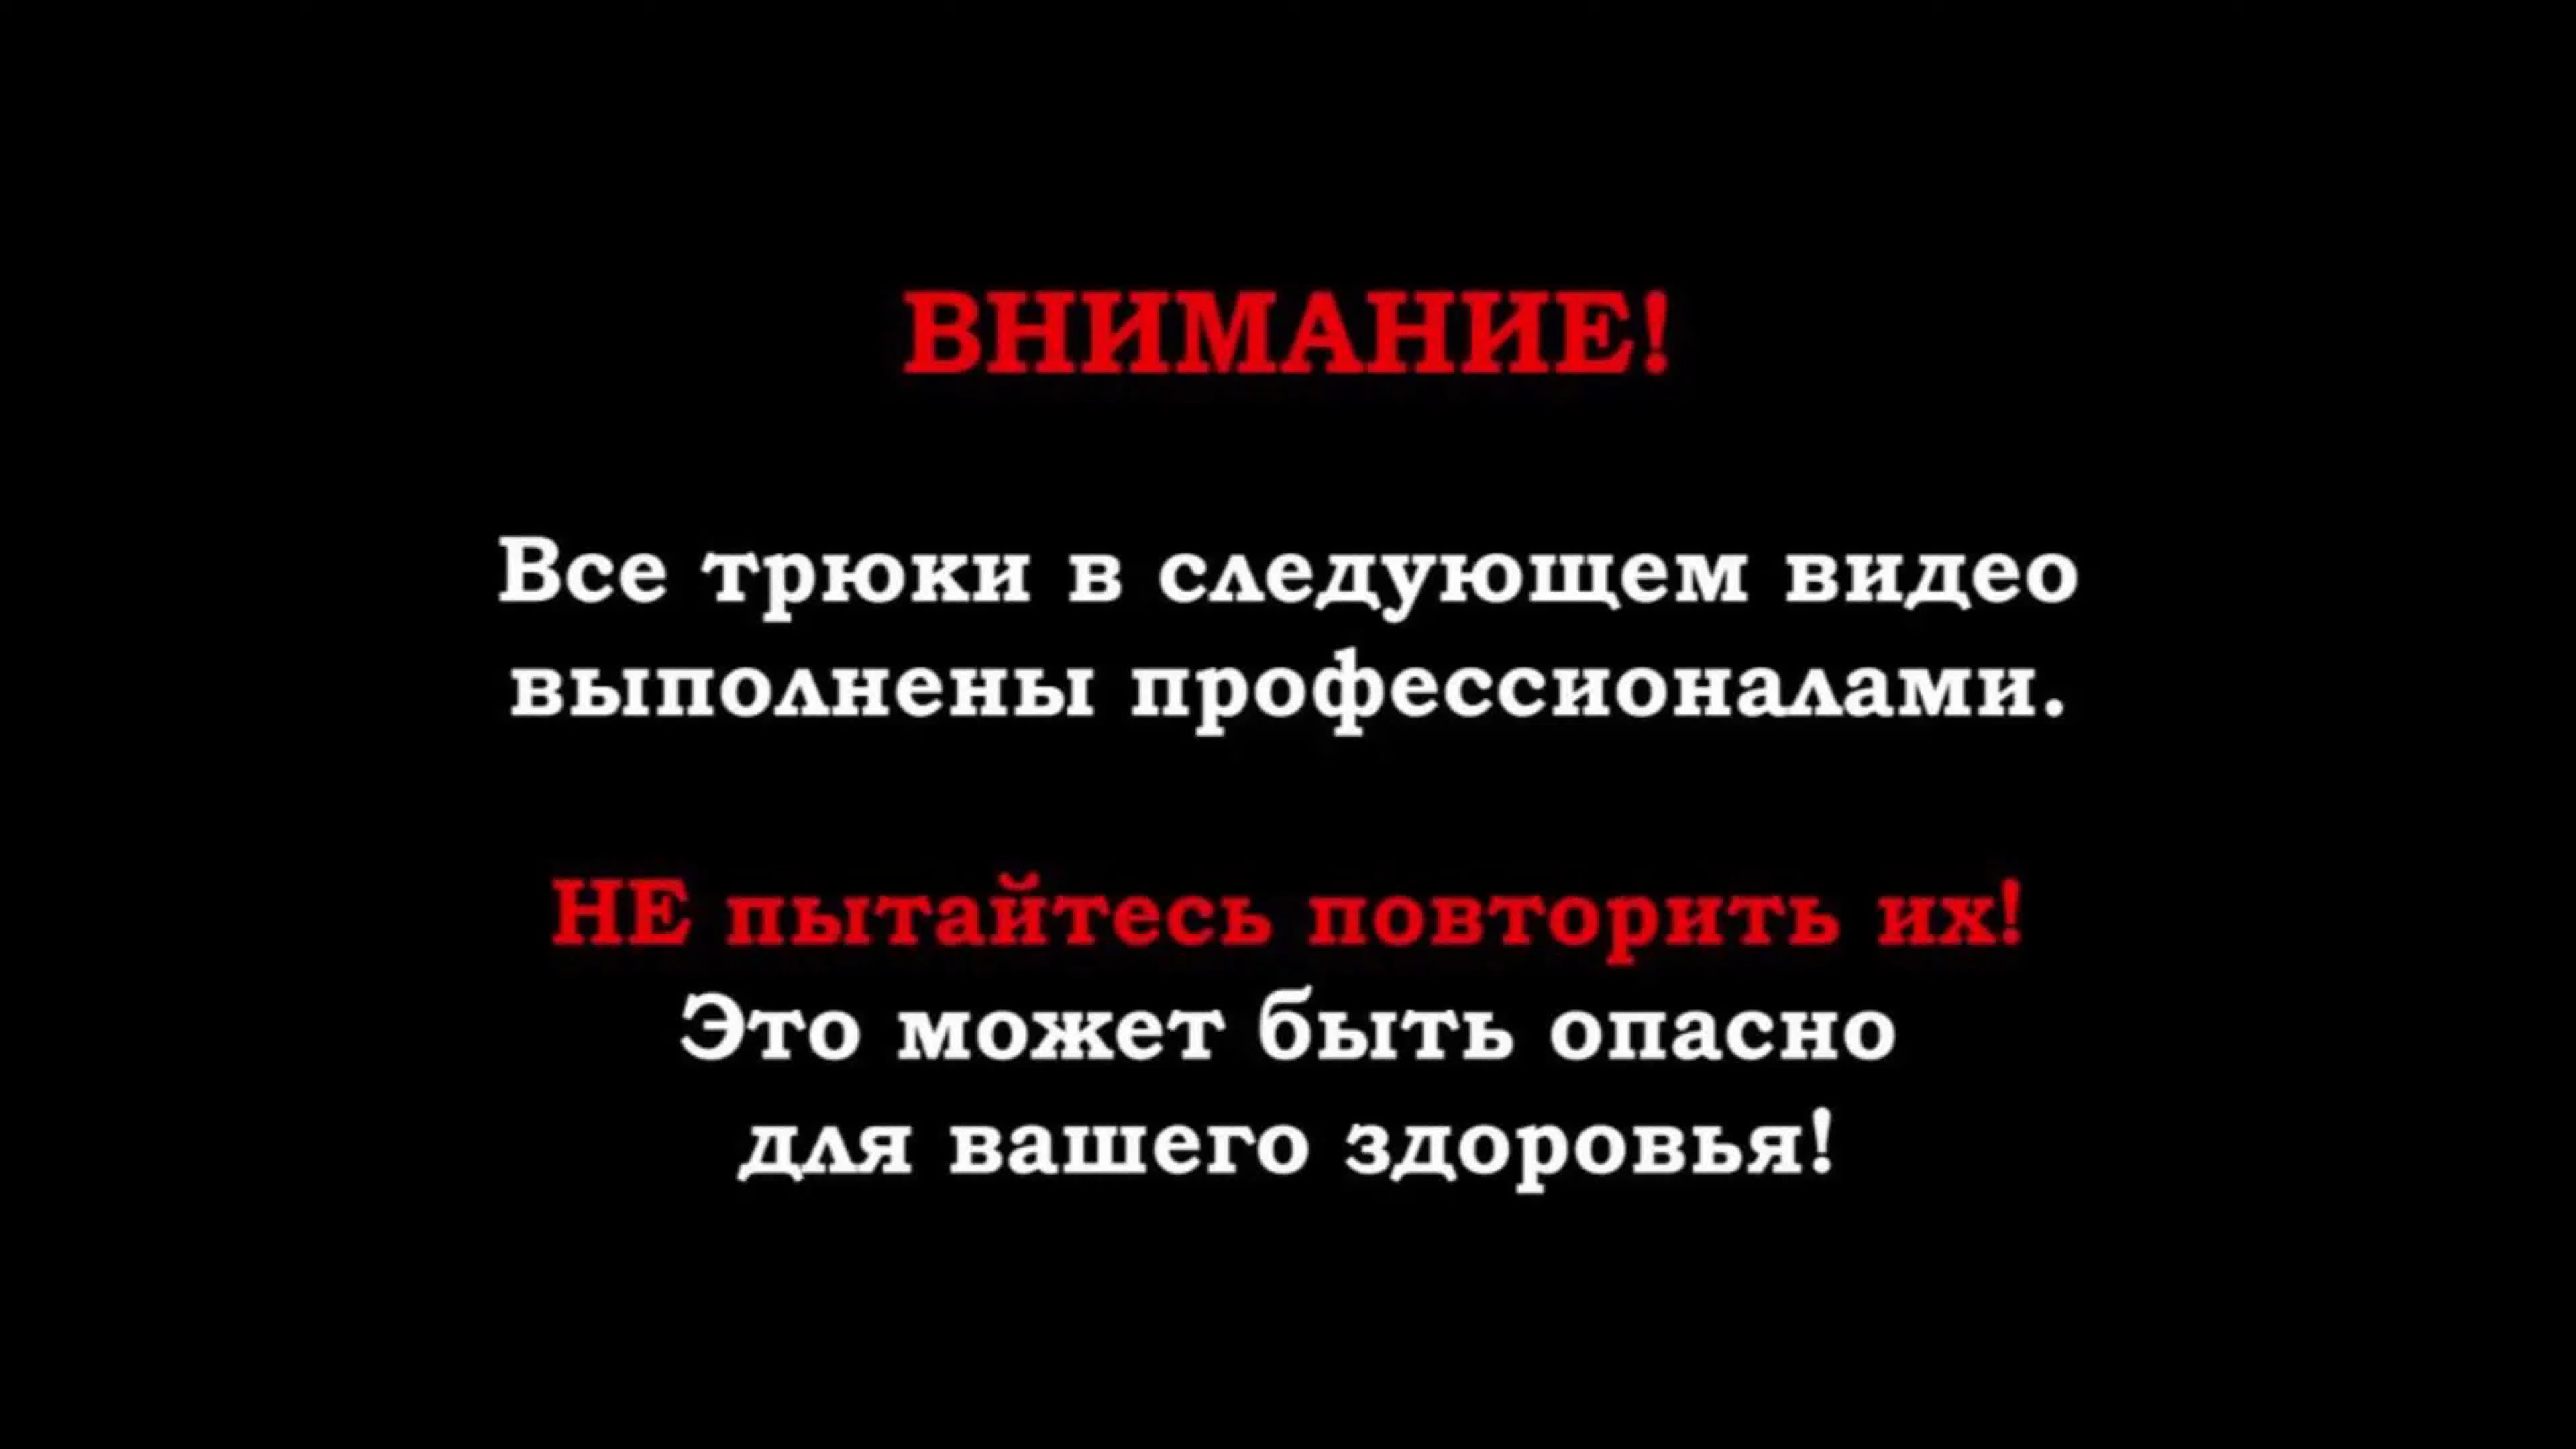 ВНИМАНИЕ!
Все трюки в следующем видео
выполнены профессионалами.
НЕ пытайтесь повторить их!
Это может быть опасно
для вашего здоровья!